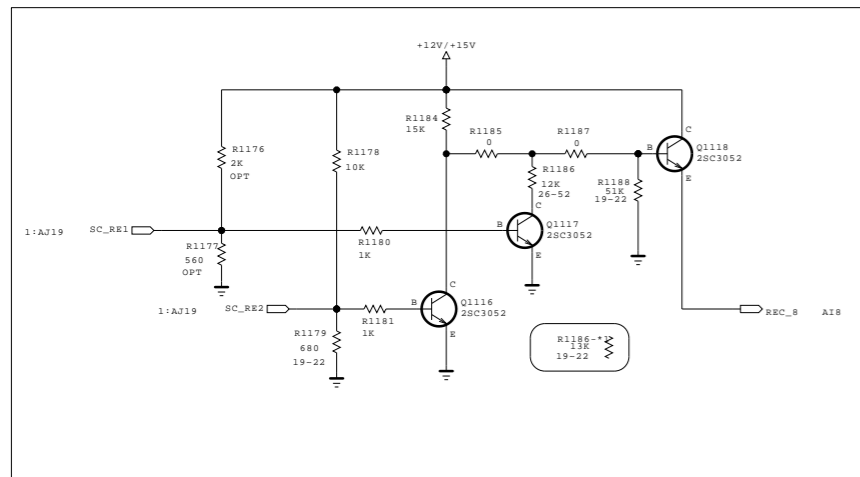 +12V/+15V
R1184
15K
R1185
0
R1187
0
C
Q1118
B
2SC3052
E
R1176
2K
OPT
R1178
10K
R1186
12K
26-52
R1188
51K
19-22
C
1:AJ19
SC_RE1
B
Q1117
2SC3052
E
R1177
560
OPT
R1180
1K
C
1:AJ19
SC_RE2
B
Q1116
2SC3052
E
R1181
1K
REC_8
AI8
R1179
680
19-22
R1186-*1
13K
19-22